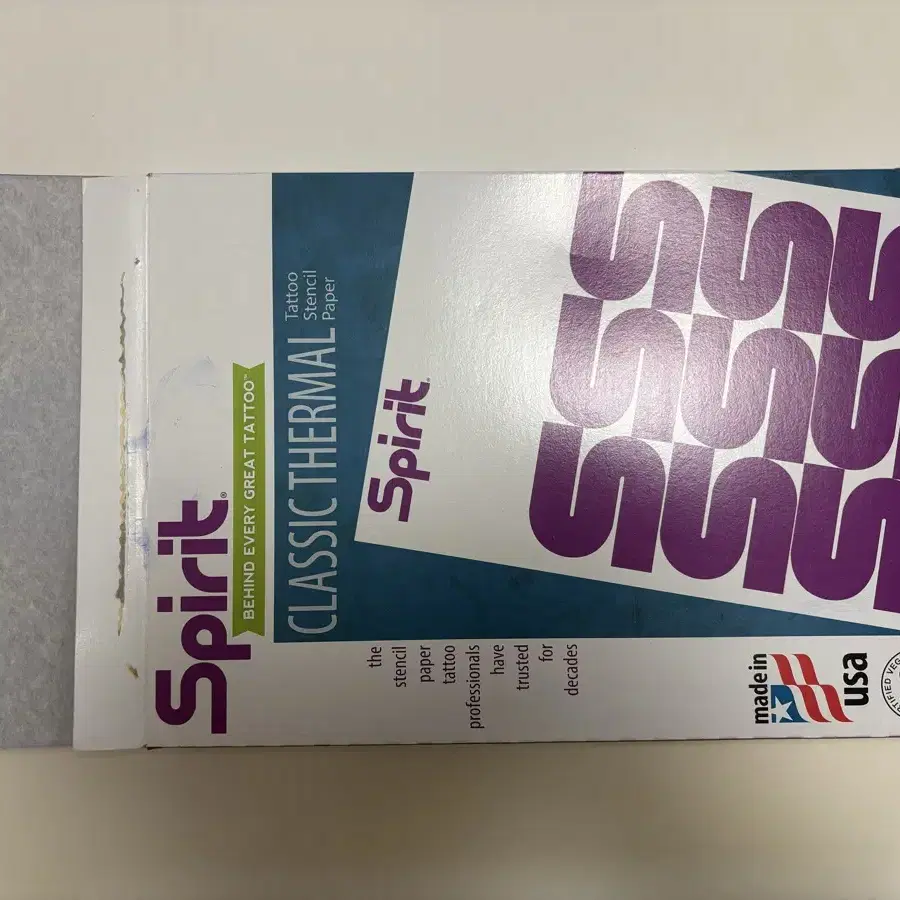 Spirit®
BEHIND EVERY GREAT TATTOO™
CLASSIC THERMAL
Tattoo
Stencil
Paper
Spirit
the
stencil
paper
tattoo
professionals
have
trusted
for
decades
made in
usa